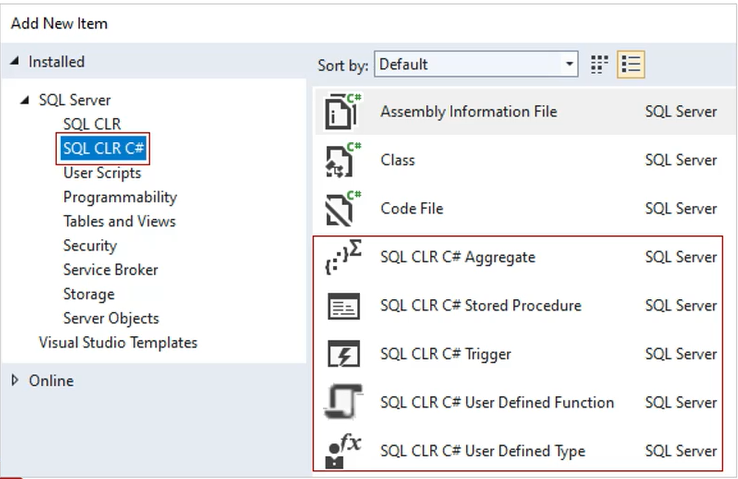 Add New Item
Installed
SQL Server
SQL CLR
SQL CLR C#
User Scripts
Programmability
Tables and Views
Security
Service Broker
Storage
Server Objects
Visual Studio Templates
Online
Sort by: Default
C# Assembly Information File SQL Server
C# Class SQL Server
C# Code File SQL Server
SQL CLR C# Aggregate SQL Server
SQL CLR C# Stored Procedure SQL Server
SQL CLR C# Trigger SQL Server
SQL CLR C# User Defined Function SQL Server
fx SQL CLR C# User Defined Type SQL Server